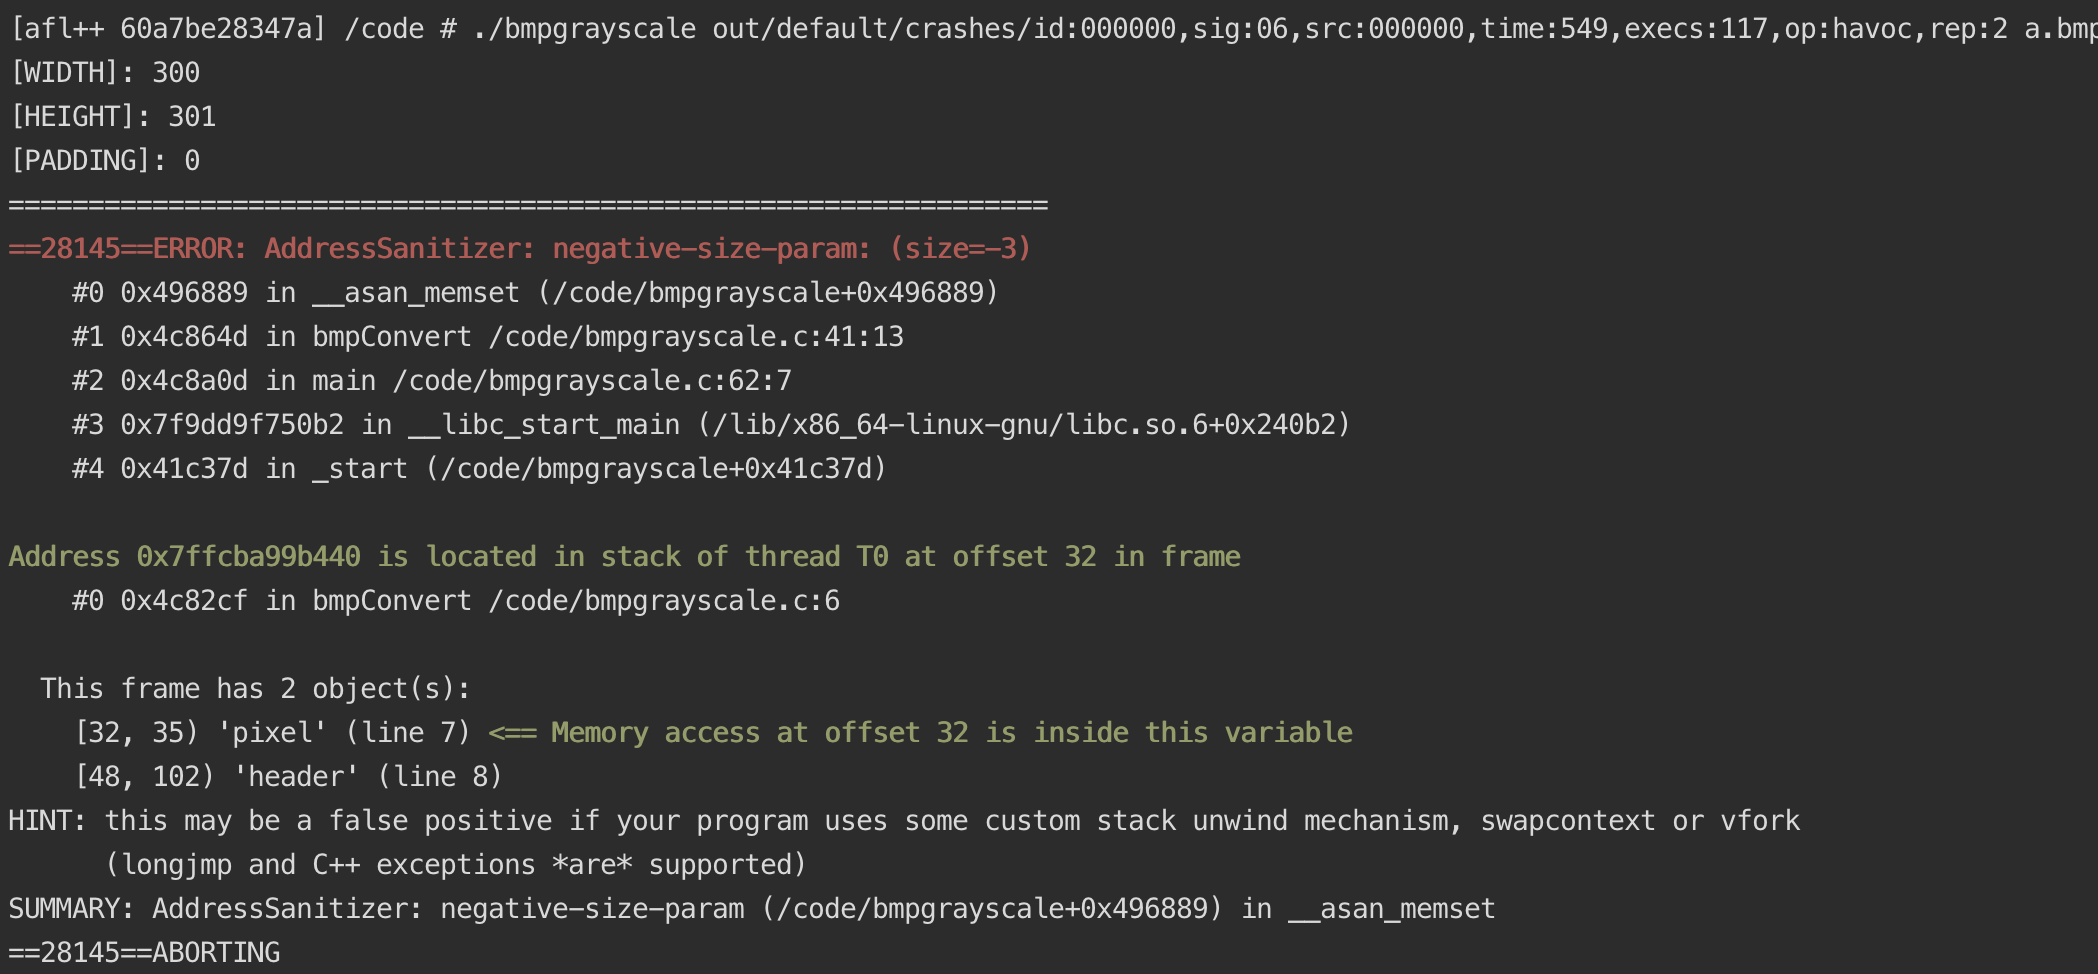 [afl++ 60a7be28347a] /code # ./bmpgrayscale out/default/crashes/id:000000,sig:06,src:000000,time:549,execs:117,op:havoc,rep:2 a.bmp
[WIDTH]: 300
[HEIGHT]: 301
[PADDING]: 0
=================================================================
==28145==ERROR: AddressSanitizer: negative-size-param: (size=-3)
    #0 0x496889 in __asan_memset (/code/bmpgrayscale+0x496889)
    #1 0x4c864d in bmpConvert /code/bmpgrayscale.c:41:13
    #2 0x4c8a0d in main /code/bmpgrayscale.c:62:7
    #3 0x7f9dd9f750b2 in __libc_start_main (/lib/x86_64-linux-gnu/libc.so.6+0x240b2)
    #4 0x41c37d in _start (/code/bmpgrayscale+0x41c37d)

Address 0x7ffcba99b440 is located in stack of thread T0 at offset 32 in frame
    #0 0x4c82cf in bmpConvert /code/bmpgrayscale.c:6

  This frame has 2 object(s):
    [32, 35) 'pixel' (line 7) <== Memory access at offset 32 is inside this variable
    [48, 102) 'header' (line 8)
HINT: this may be a false positive if your program uses some custom stack unwind mechanism, swapcontext or vfork
      (longjmp and C++ exceptions *are* supported)
SUMMARY: AddressSanitizer: negative-size-param (/code/bmpgrayscale+0x496889) in __asan_memset
==28145==ABORTING